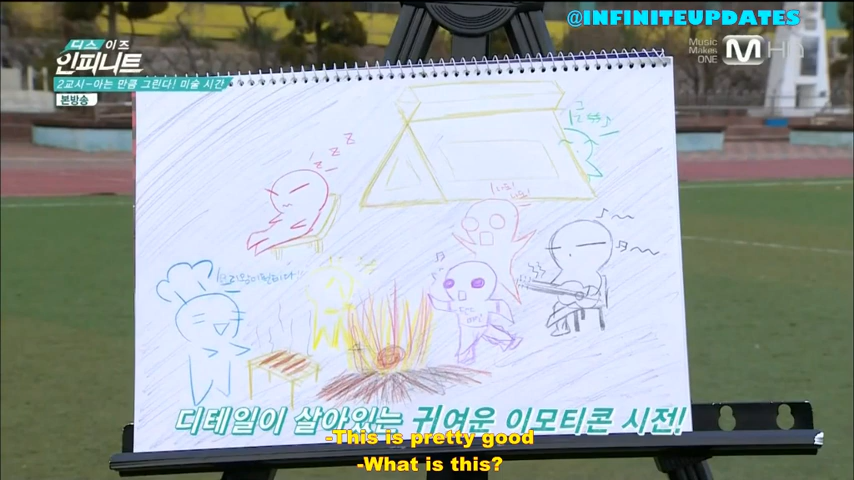 @INFINITEUPDATES
디스 이즈
인피니트
Music
Makes
ONE
M HD
2교시-아는 만큼 그린다! 미술 시간
본방송
z z z
디테일이 살아있는 귀여운 이모티콘 시전!
-This is pretty good
-What is this?